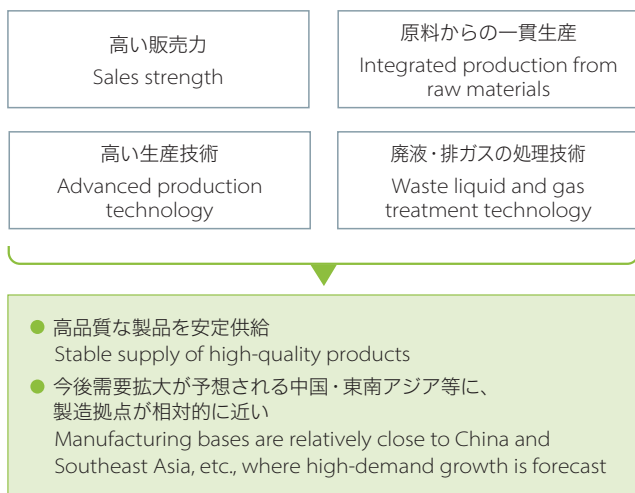 高い販売力
Sales strength
原料からの一貫生産
Integrated production from
raw materials
高い生産技術
Advanced production
technology
廃液・排ガスの処理技術
Waste liquid and gas
treatment technology
● 高品質な製品を安定供給
Stable supply of high-quality products
● 今後需要拡大が予想される中国・東南アジア等に、
製造拠点が相対的に近い
Manufacturing bases are relatively close to China and
Southeast Asia, etc., where high-demand growth is forecast